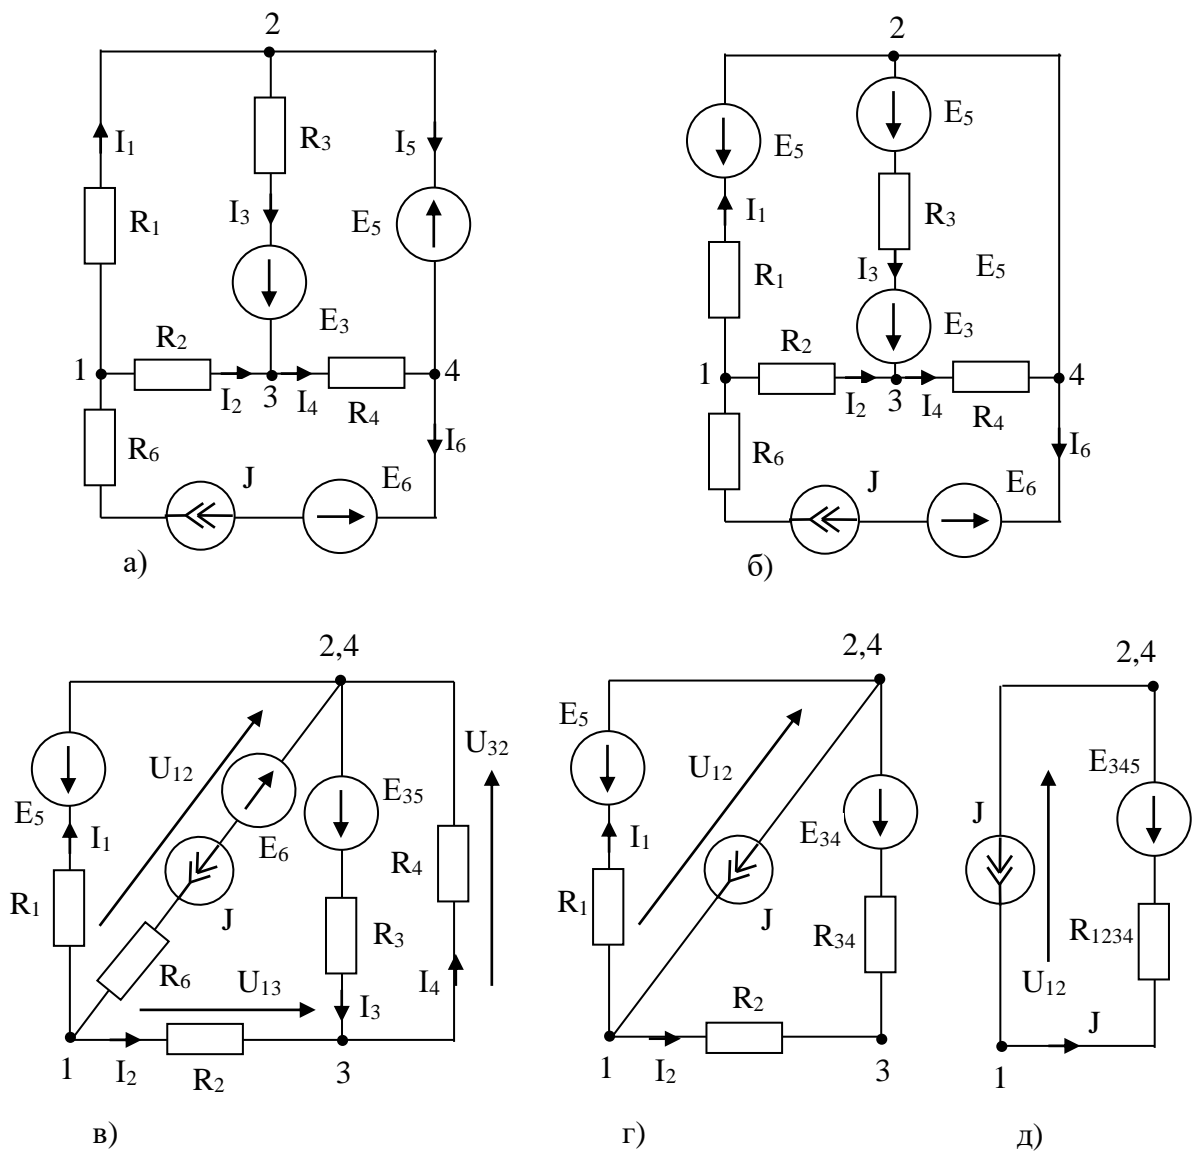 2
I₁
R₃
I₅
R₁
I₃
E₅
E₃
R₂
1
I₂
3
I₄
R₄
4
R₆
I₆
J
E₆
а)
2
E₅
E₅
I₁
R₃
R₁
I₃
E₅
E₃
R₂
1
I₂
3
I₄
R₄
4
R₆
I₆
J
E₆
б)
2,4
U₁₂
U₃₂
E₅
E₃₅
I₁
E₆
R₄
R₁
J
R₃
R₆
U₁₃
I₄
I₃
1
I₂
R₂
3
в)
2,4
E₅
U₁₂
I₁
E₃₄
R₁
J
R₃₄
R₂
1
I₂
3
г)
2,4
E₃₄₅
J
R₁₂₃₄
U₁₂
J
1
д)